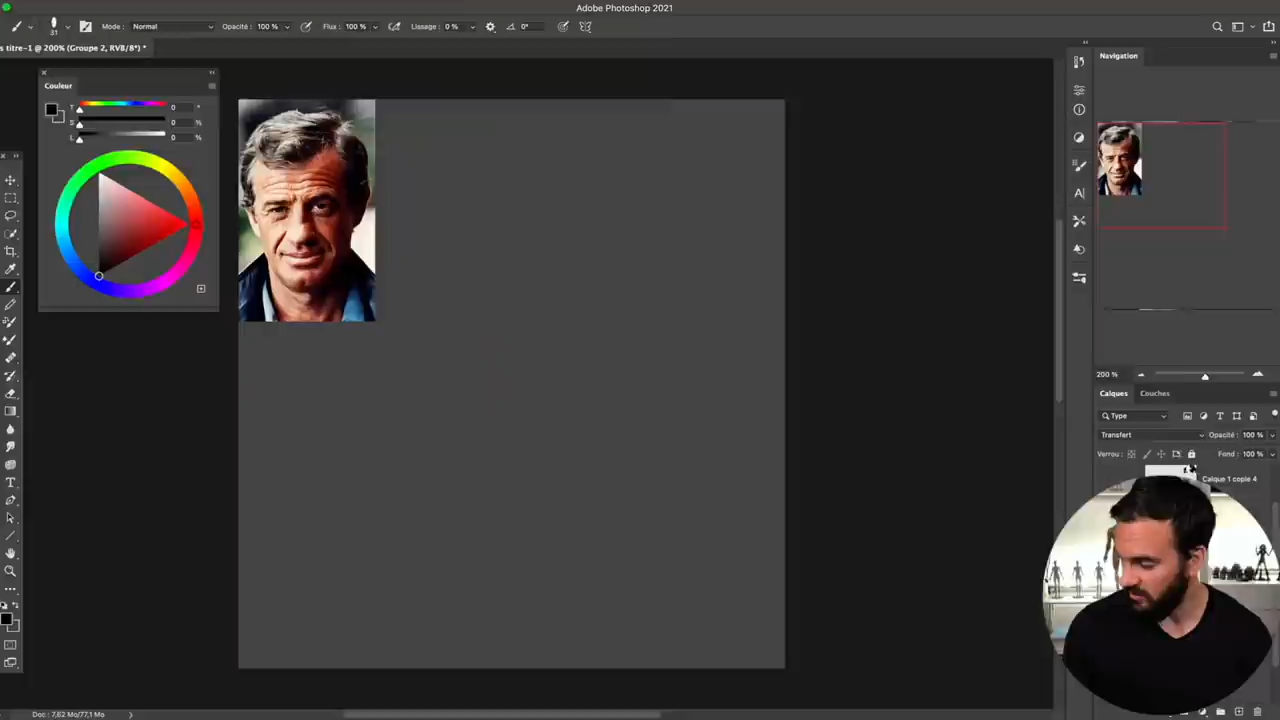 Adobe Photoshop 2021
31
Mode : Normal
Opacité : 100 %
Flux : 100 %
Lissage : 0 %
0°
s titre-1 @ 200% (Groupe 2, RVB/8*) *
Couleur
T 0 °
S 0 %
L 0 %
Navigation
200 %
Calques
Couches
Type
Transfert
Opacité : 100 %
Verrou :
Fond : 100 %
Calque 1 copie 4
Doc : 7,62 Mo/77,1 Mo